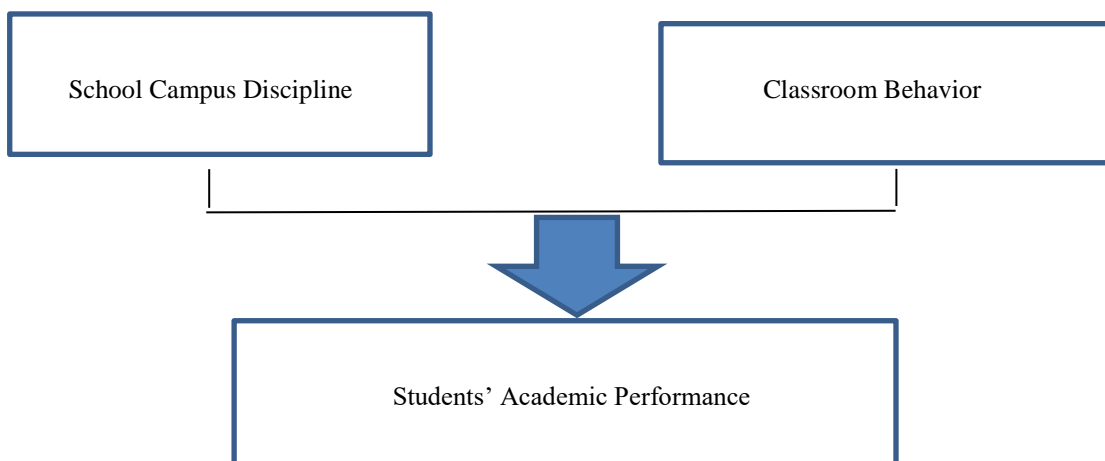 School Campus Discipline
Classroom Behavior
Students’ Academic Performance